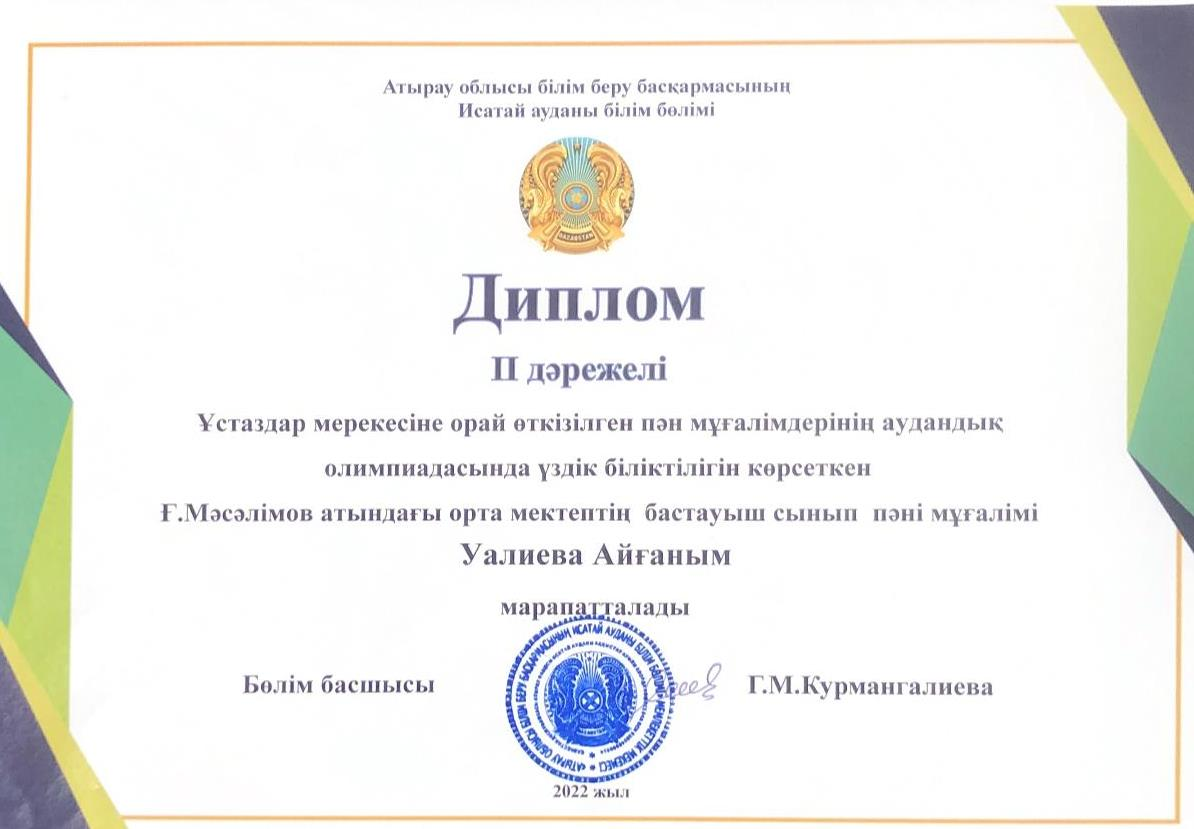 Атырау облысы білім беру басқармасының
Исатай ауданы білім бөлімі
Диплом
II дәрежелі
Ұстаздар мерекесіне орай өткізілген пән мұғалімдерінің аудандық
олимпиадасында үздік біліктілігін көрсеткен
Ғ.Мәсәлімов атындағы орта мектептің бастауыш сынып пәні мұғалімі
Уалиева Айғаным
марапатталады
Бөлім басшысы
Г.М.Курмангалиева
2022 жыл